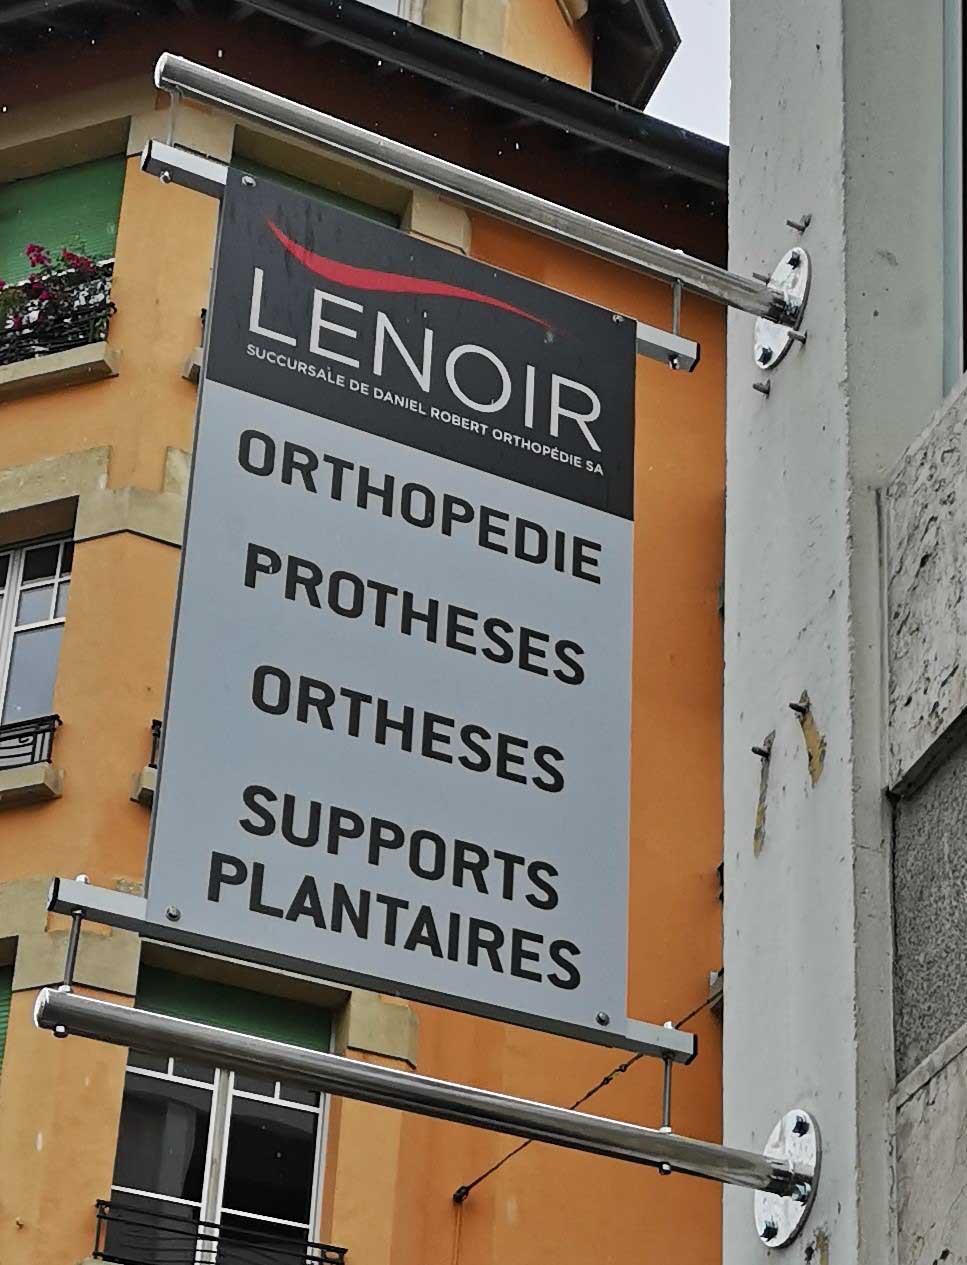 LENOIR
SUCCURSALE DE DANIEL ROBERT ORTHOPÉDIE SA
ORTHOPEDIE
PROTHESES
ORTHESES
SUPPORTS
PLANTAIRES